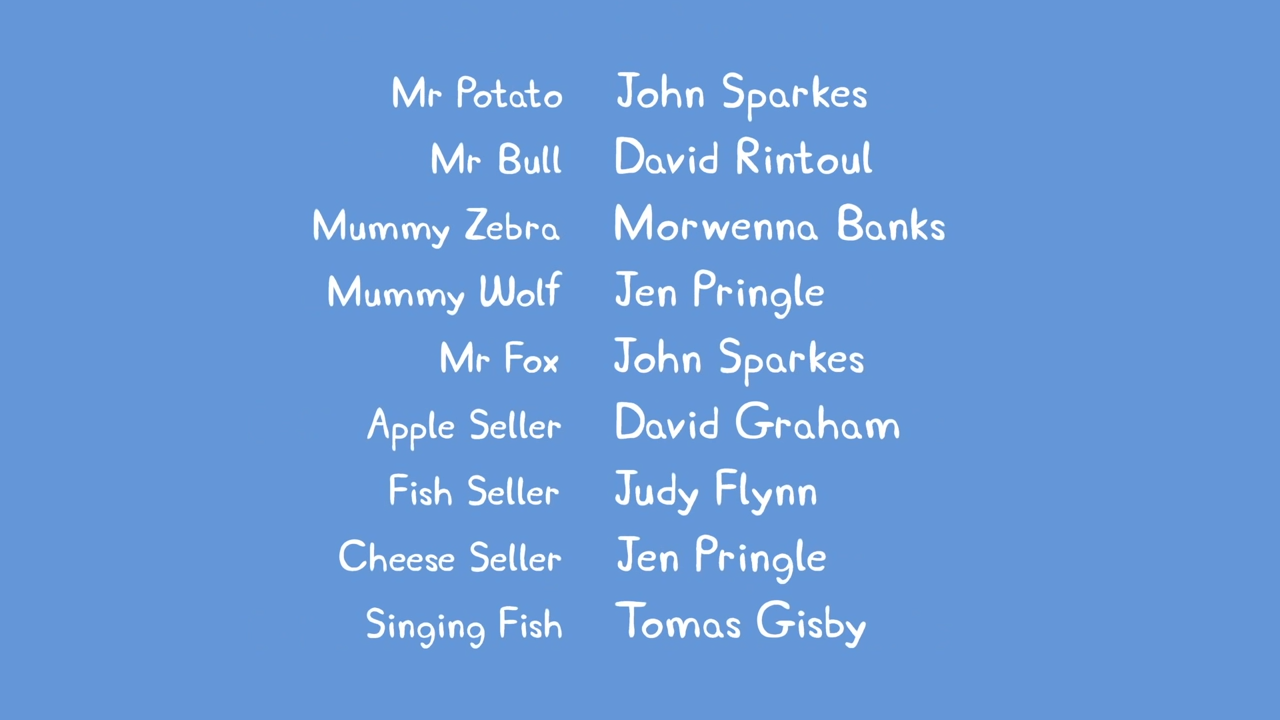 Mr Potato John Sparkes
Mr Bull David Rintoul
Mummy Zebra Morwenna Banks
Mummy Wolf Jen Pringle
Mr Fox John Sparkes
Apple Seller David Graham
Fish Seller Judy Flynn
Cheese Seller Jen Pringle
Singing Fish Tomas Gisby